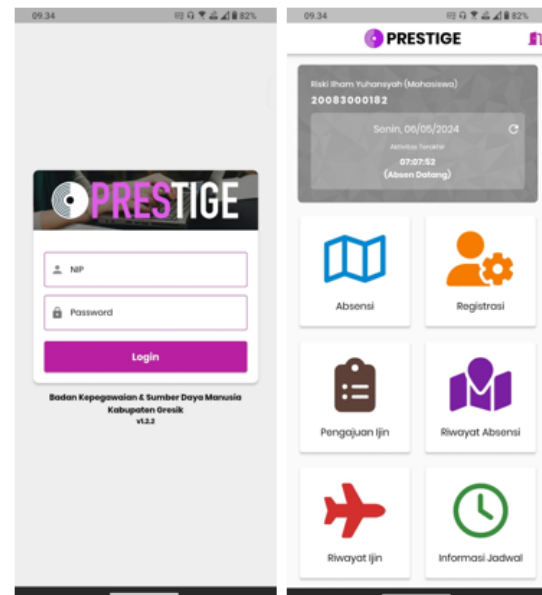 09.34
82%
PRESTIGE
NIP
Password
Login
Badan Kepegawaian & Sumber Daya Manusia
Kabupaten Gresik
v1.2.2
09.34
82%
PRESTIGE
Riski Ilham Yuhansyah (Mahasiswa)
20083000182
Senin, 06/05/2024
Aktivitas Terakhir
07:07:52
(Absen Datang)
Absensi
Registrasi
Pengajuan Ijin
Riwayat Absensi
Riwayat Ijin
Informasi Jadwal